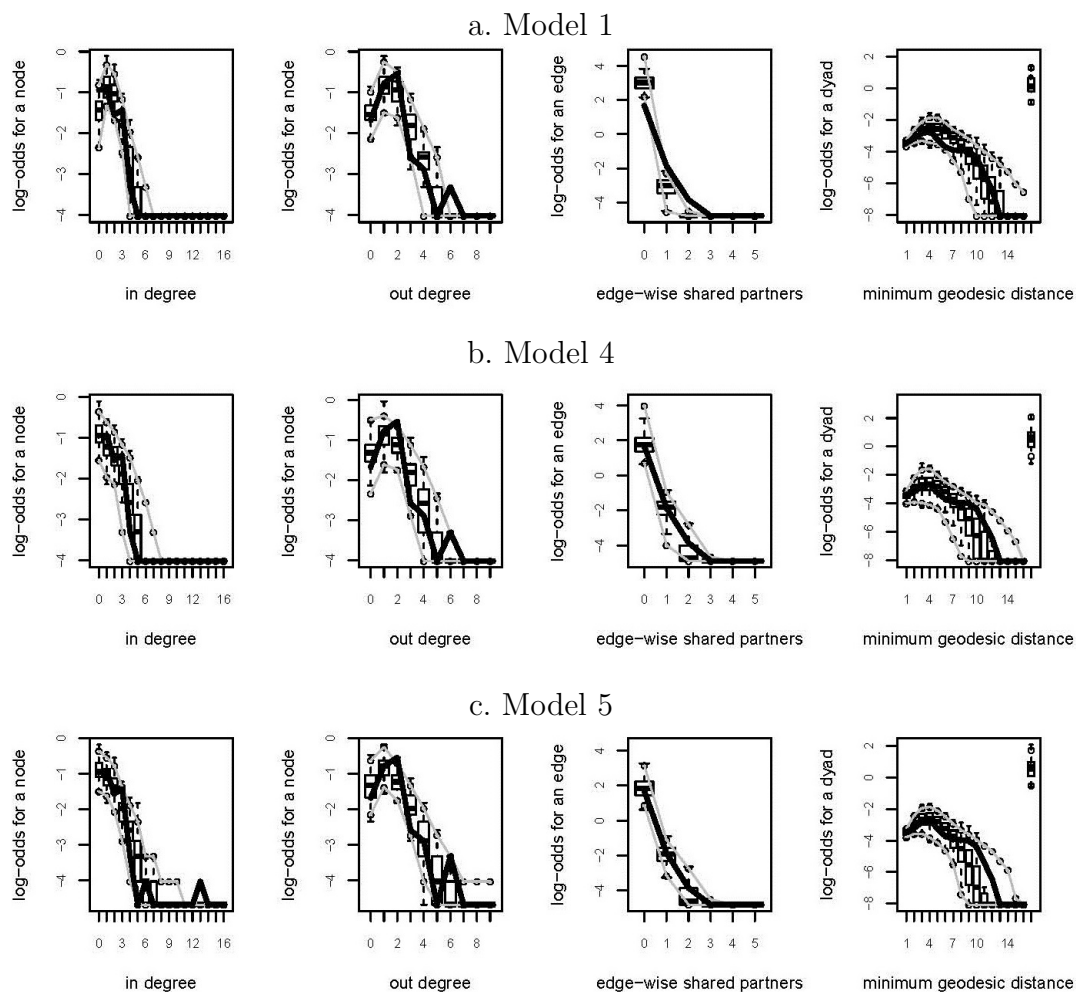 a. Model 1
log-odds for a node
0 -1 -2 -3 -4
0 3 6 9 12 16
in degree
log-odds for a node
0 -1 -2 -3 -4
0 2 4 6 8
out degree
log-odds for an edge
4 2 0 -2 -4
0 1 2 3 4 5
edge-wise shared partners
log-odds for a dyad
2 0 -2 -4 -6 -8
1 4 7 10 14
minimum geodesic distance
b. Model 4
log-odds for a node
0 -1 -2 -3 -4
0 3 6 9 12 16
in degree
log-odds for a node
0 -1 -2 -3 -4
0 2 4 6 8
out degree
log-odds for an edge
4 2 0 -2 -4
0 1 2 3 4 5
edge-wise shared partners
log-odds for a dyad
2 0 -2 -4 -6 -8
1 4 7 10 14
minimum geodesic distance
c. Model 5
log-odds for a node
0 -1 -2 -3 -4
0 3 6 9 12 16
in degree
log-odds for a node
0 -1 -2 -3 -4
0 2 4 6 8
out degree
log-odds for an edge
4 2 0 -2 -4
0 1 2 3 4 5
edge-wise shared partners
log-odds for a dyad
2 0 -2 -4 -6 -8
1 4 7 10 14
minimum geodesic distance